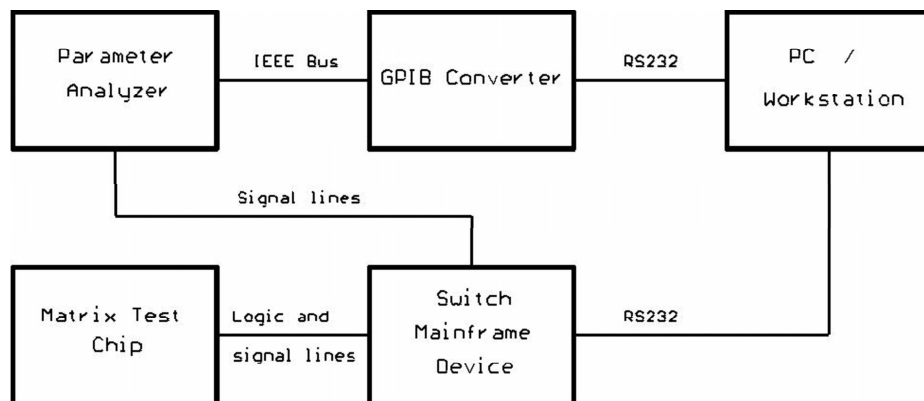 Parameter
Analyzer
IEEE Bus
GPIB Converter
RS232
PC /
Workstation
Signal lines
Matrix Test
Chip
Logic and
signal lines
Switch
Mainframe
Device
RS232